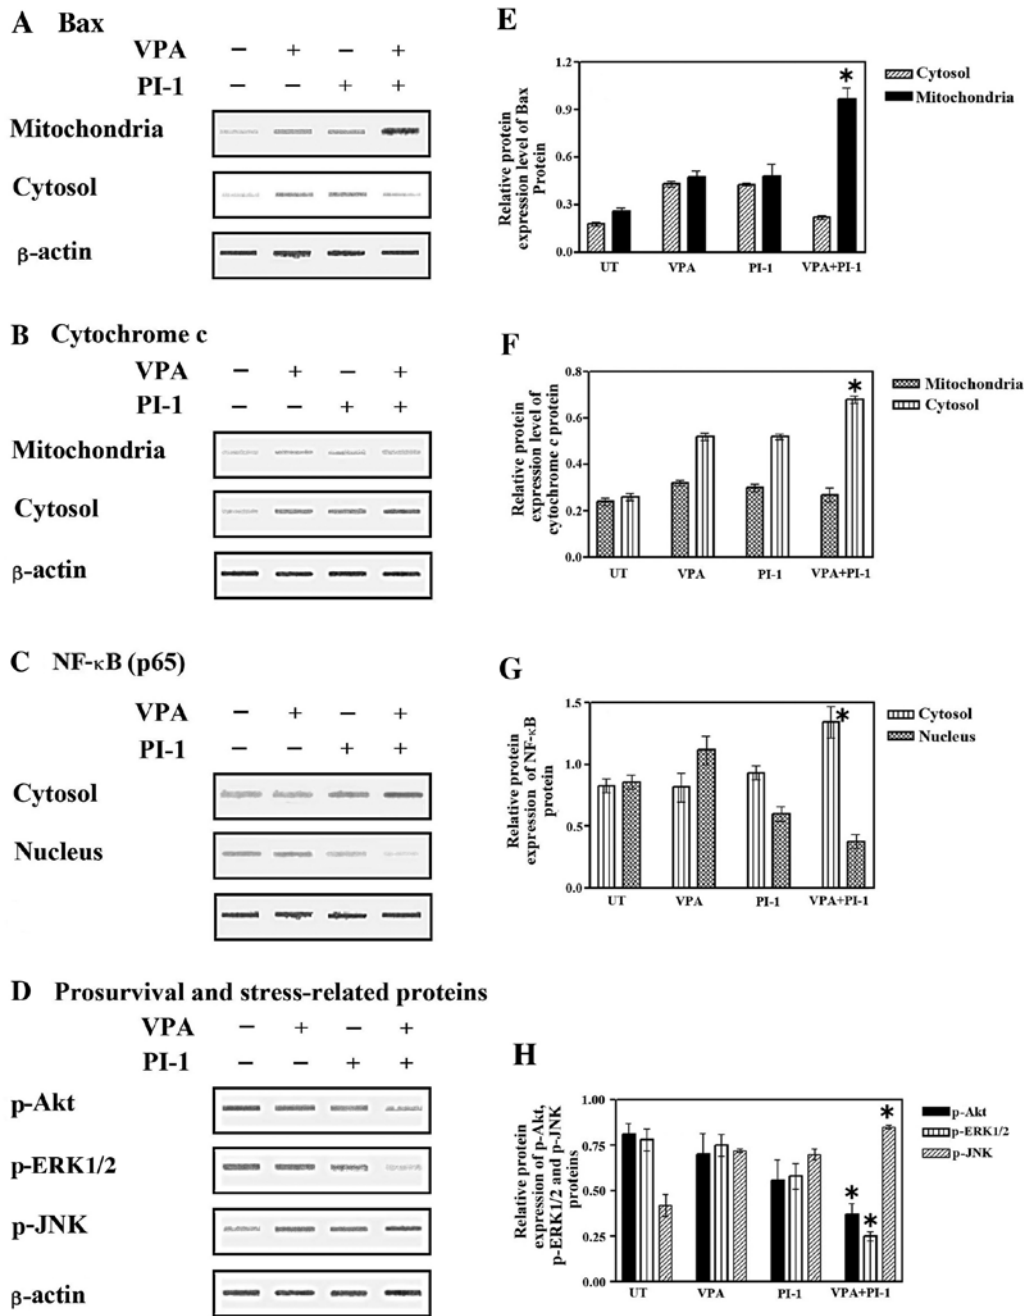 A Bax
VPA − + − +
PI-1 − − + +
Mitochondria
Cytosol
β-actin
E
Relative protein
expression level of Bax
Protein
1.2
0.9
0.6
0.3
0.0
UT VPA PI-1 VPA+PI-1
*
Cytosol
Mitochondria
B Cytochrome c
VPA − + − +
PI-1 − − + +
Mitochondria
Cytosol
β-actin
F
Relative protein
expression level of
cytochrome c protein
0.8
0.6
0.4
0.2
0.0
UT VPA PI-1 VPA+PI-1
*
Mitochondria
Cytosol
C NF-κB (p65)
VPA − + − +
PI-1 − − + +
Cytosol
Nucleus
G
Relative protein
expression of NF-κB
protein
1.5
1.0
0.5
0.0
UT VPA PI-1 VPA+PI-1
*
Cytosol
Nucleus
D Prosurvival and stress-related proteins
VPA − + − +
PI-1 − − + +
p-Akt
p-ERK1/2
p-JNK
β-actin
H
Relative protein
expression of p-Akt,
p-ERK1/2 and p-JNK
proteins
1.00
0.75
0.50
0.25
0.00
UT VPA PI-1 VPA+PI-1
* * *
p-Akt
p-ERK1/2
p-JNK